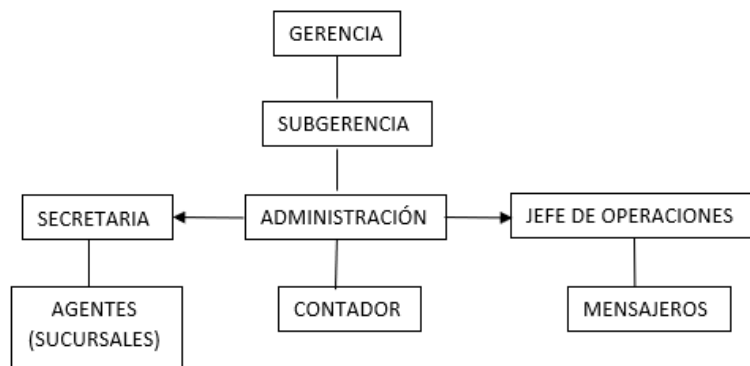 GERENCIA
SUBGERENCIA
SECRETARIA
ADMINISTRACIÓN
JEFE DE OPERACIONES
AGENTES
(SUCURSALES)
CONTADOR
MENSAJEROS